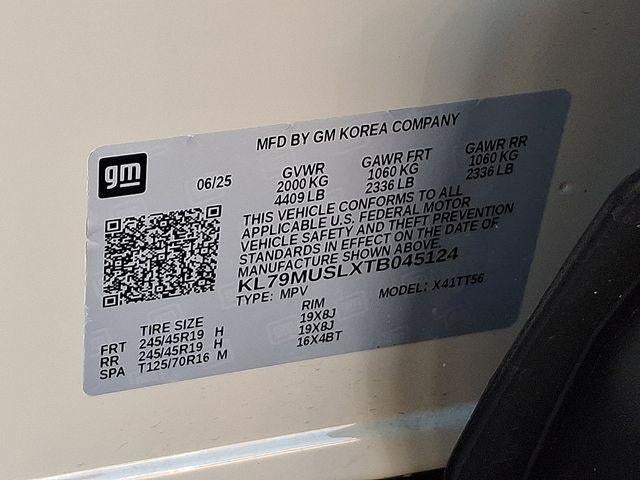 MFD BY GM KOREA COMPANY
gm
06/25
GVWR GAWR FRT GAWR RR
2000 KG 1060 KG 1060 KG
4409 LB 2336 LB 2336 LB
THIS VEHICLE CONFORMS TO ALL
APPLICABLE U.S. FEDERAL MOTOR
VEHICLE SAFETY AND THEFT PREVENTION
STANDARDS IN EFFECT ON THE DATE OF
MANUFACTURE SHOWN ABOVE.
KL79MUSLXTB045124
TYPE: MPV MODEL: X41TT56
TIRE SIZE RIM
FRT 245/45R19 H 19X8J
RR 245/45R19 H 19X8J
SPA T125/70R16 M 16X4BT